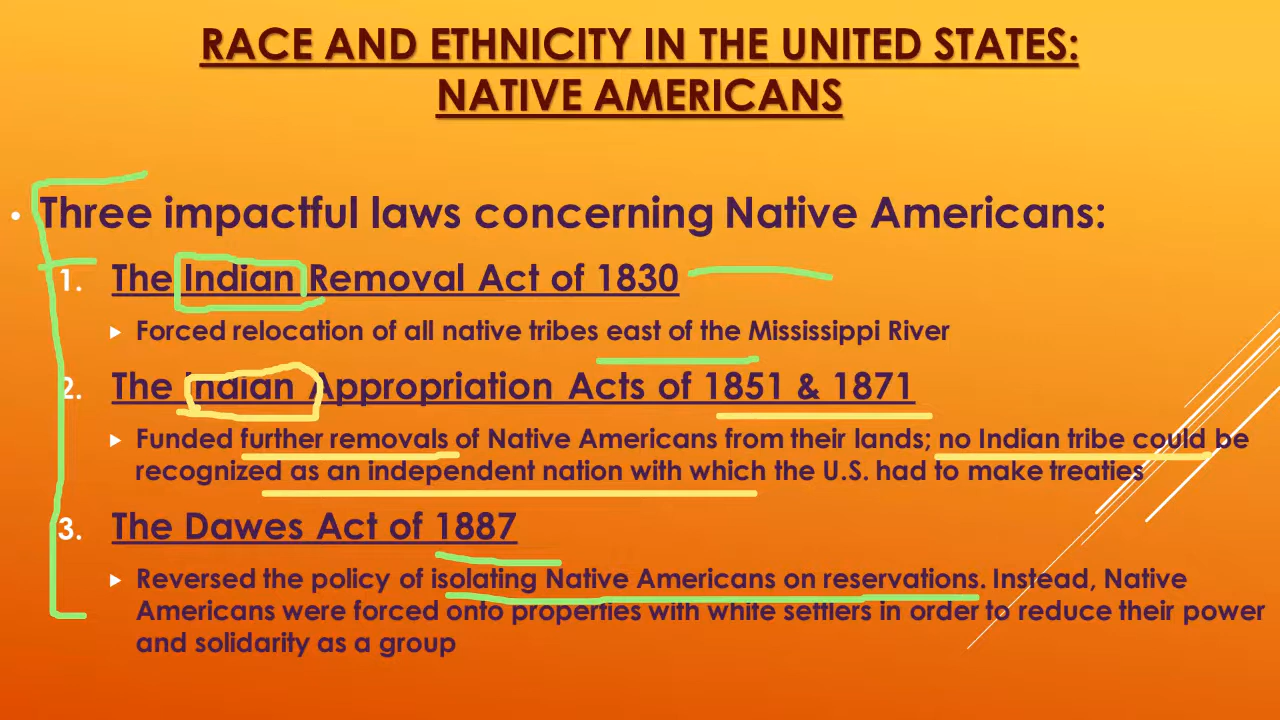 RACE AND ETHNICITY IN THE UNITED STATES:
NATIVE AMERICANS
• Three impactful laws concerning Native Americans:
1. The Indian Removal Act of 1830
Forced relocation of all native tribes east of the Mississippi River
2. The Indian Appropriation Acts of 1851 & 1871
Funded further removals of Native Americans from their lands; no Indian tribe could be
recognized as an independent nation with which the U.S. had to make treaties
3. The Dawes Act of 1887
Reversed the policy of isolating Native Americans on reservations. Instead, Native
Americans were forced onto properties with white settlers in order to reduce their power
and solidarity as a group